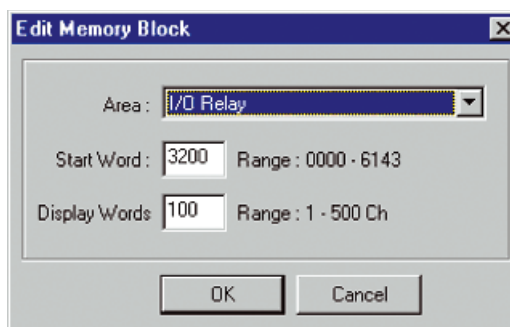 Edit Memory Block
Area : I/O Relay
Start Word : 3200 Range : 0000 - 6143
Display Words 100 Range : 1 - 500 Ch
OK Cancel